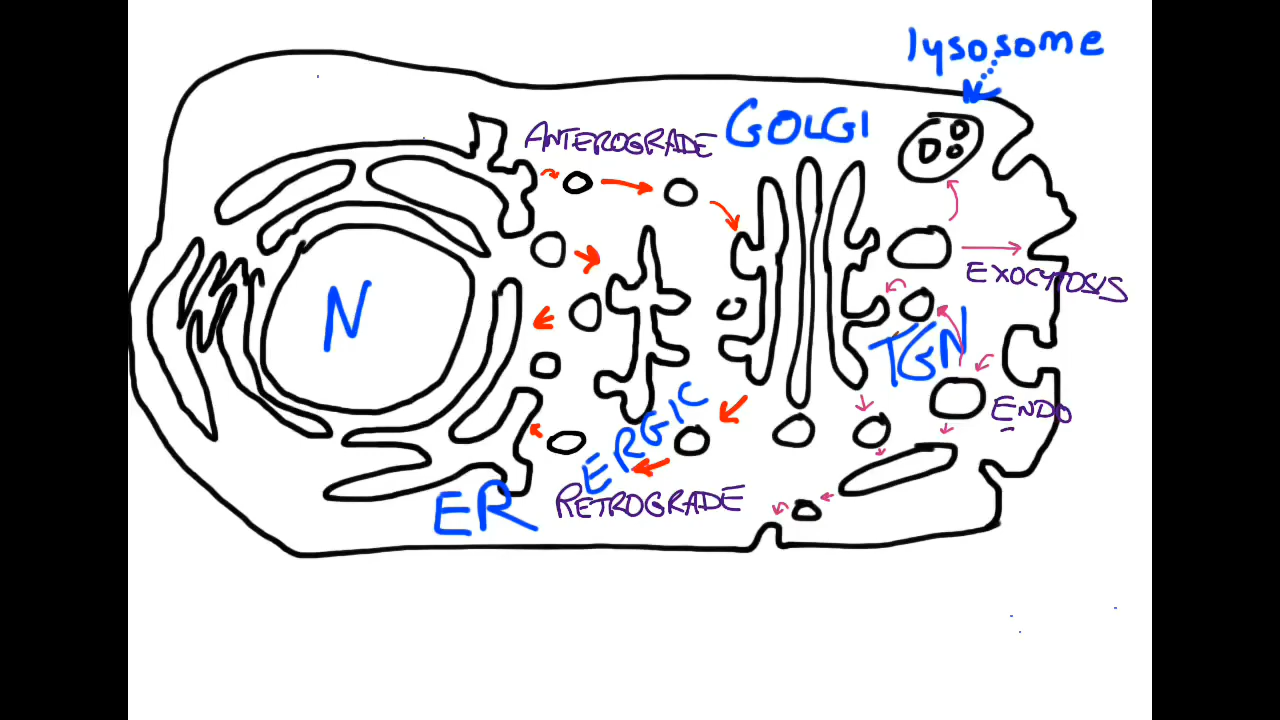 lysosome
GOLGI
ANTEROGRADE
EXOCYTOSIS
N
TGN
ENDO
ERGIC
RETROGRADE
ER